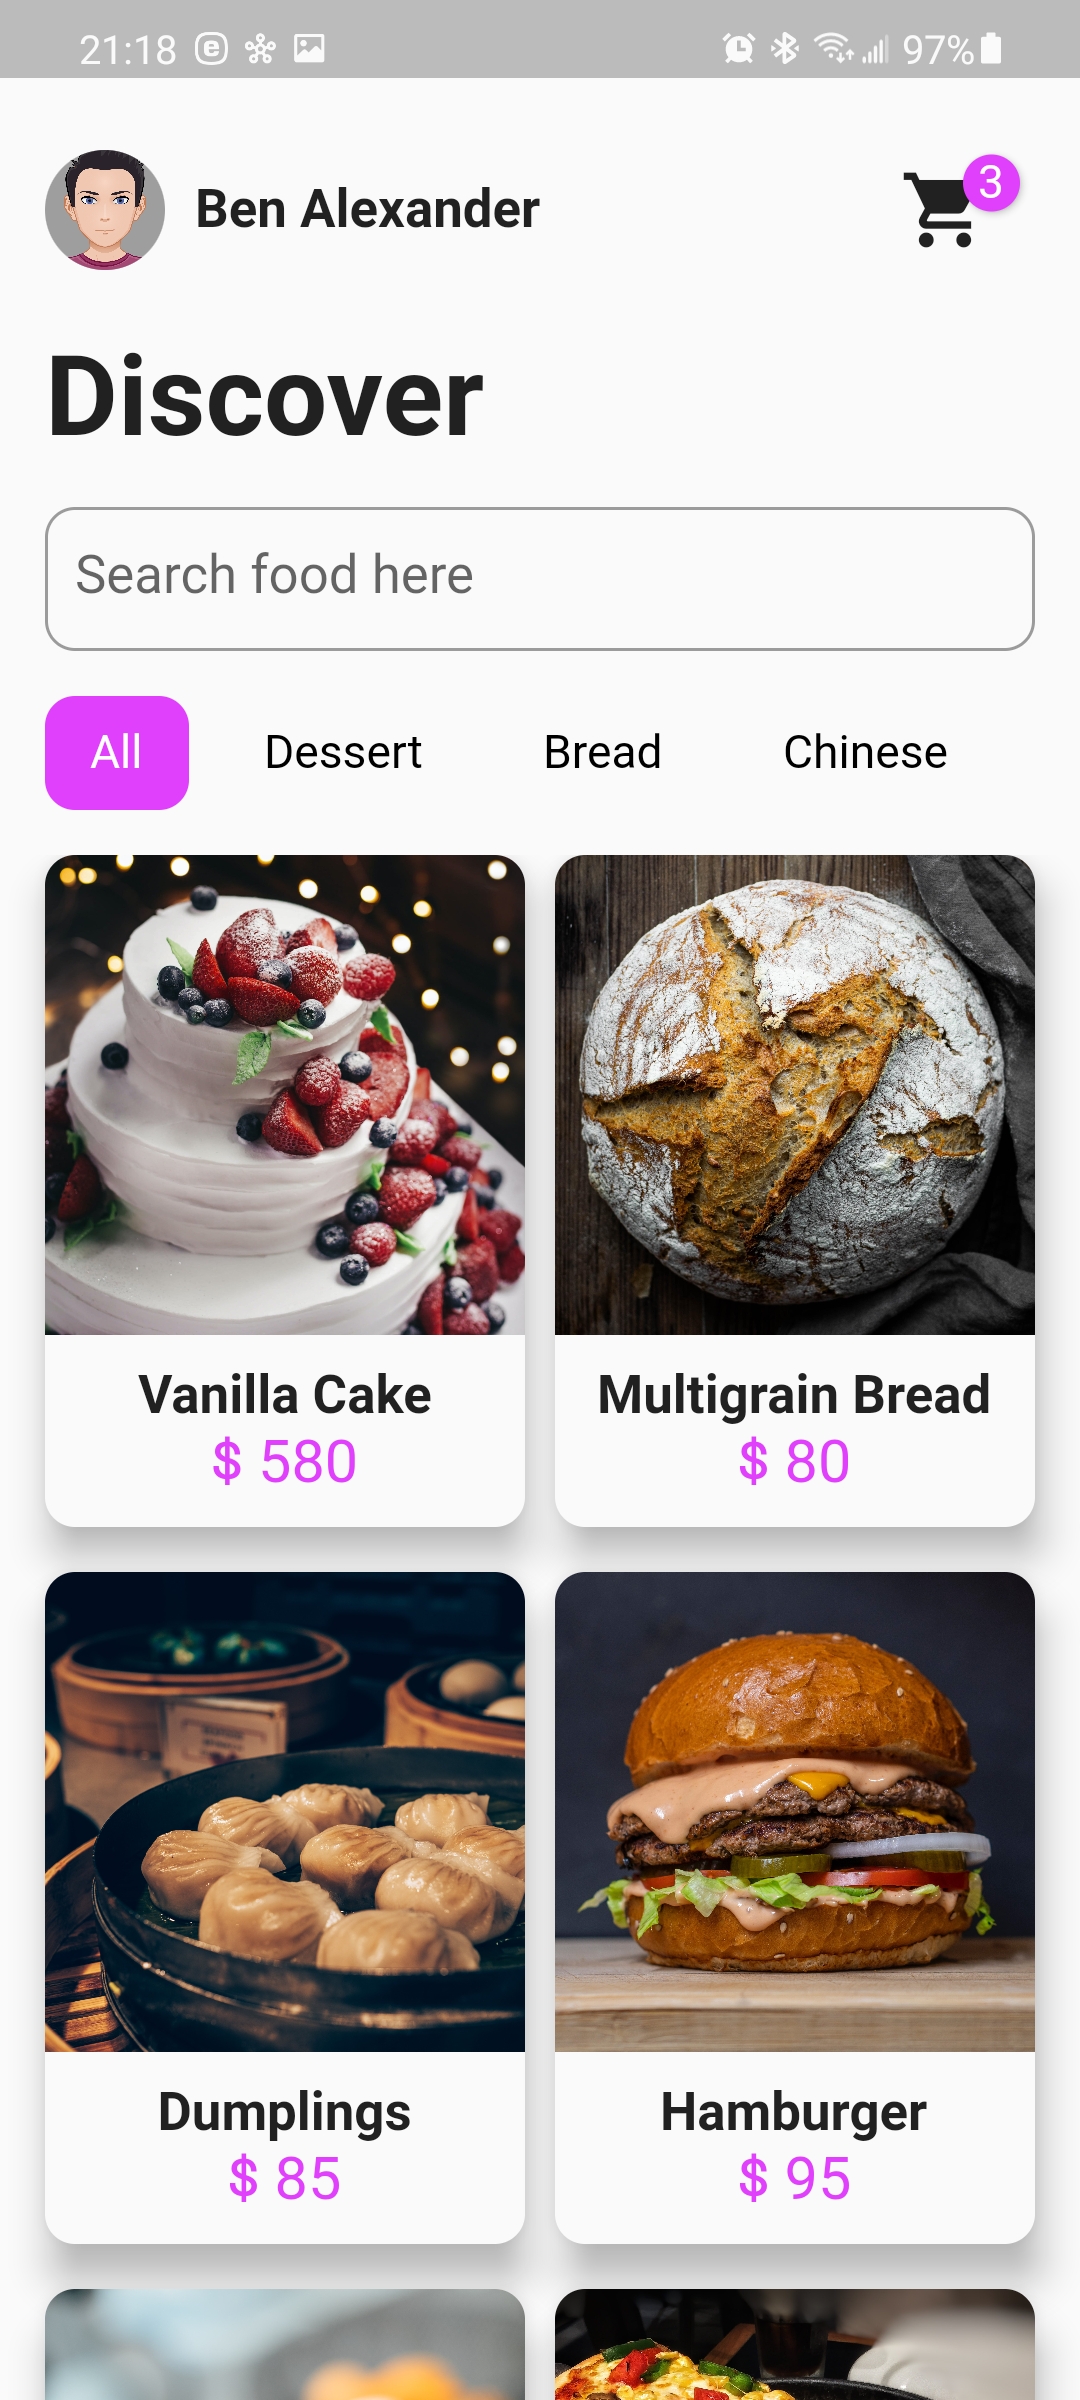 21:18 97%
Ben Alexander 3
Discover
Search food here
All Dessert Bread Chinese
Vanilla Cake Multigrain Bread
$ 580 $ 80
Dumplings Hamburger
$ 85 $ 95